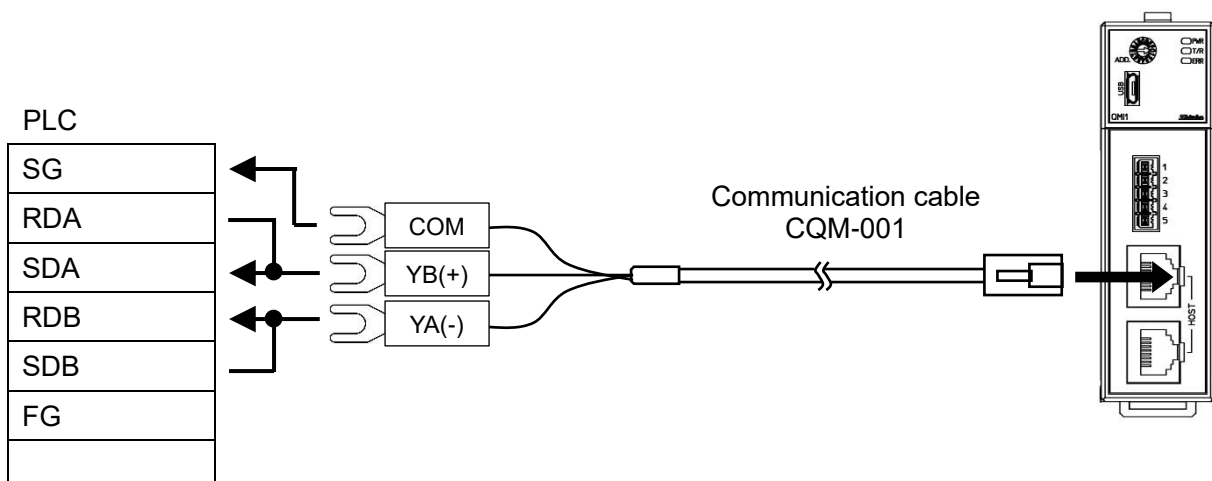 PLC
SG
RDA
SDA
RDB
SDB
FG
COM
YB(+)
YA(-)
Communication cable
CQM-001
ADD.
PWR
T/R
ERR
USB
QMI1
Shinko
1
2
3
4
5
HOST